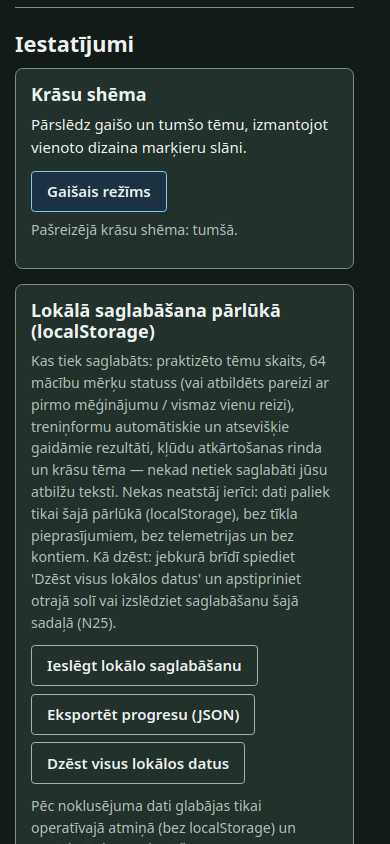 Iestatījumi
Krāsu shēma
Pārslēdz gaišo un tumšo tēmu, izmantojot
vienoto dizaina marķieru slāni.
Gaišais režīms
Pašreizējā krāsu shēma: tumšā.
Lokālā saglabāšana pārlūkā
(localStorage)
Kas tiek saglabāts: praktizēto tēmu skaits, 64
mācību mērķu statuss (vai atbildēts pareizi ar
pirmo mēģinājumu / vismaz vienu reizi),
treniņformu automātiskie un atsevišķie
gaidāmie rezultāti, kļūdu atkārtošanas rinda
un krāsu tēma — nekad netiek saglabāti jūsu
atbilžu teksti. Nekas neatstāj ierīci: dati paliek
tikai šajā pārlūkā (localStorage), bez tīkla
pieprasījumiem, bez telemetrijas un bez
kontiem. Kā dzēst: jebkurā brīdī spiediet
'Dzēst visus lokālos datus' un apstipriniet
otrajā solī vai izslēdziet saglabāšanu šajā
sadaļā (N25).
Ieslēgt lokālo saglabāšanu
Eksportēt progresu (JSON)
Dzēst visus lokālos datus
Pēc noklusējuma dati glabājas tikai
operatīvajā atmiņā (bez localStorage) un